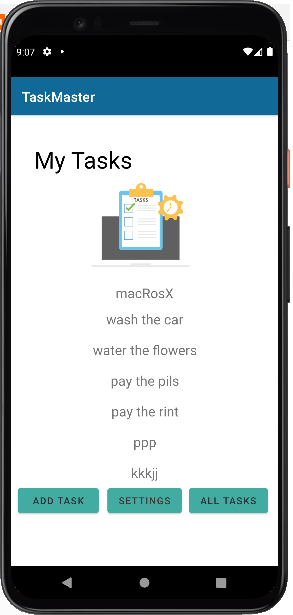 9:07
TaskMaster
My Tasks
TASKS
macRosX
wash the car
water the flowers
pay the pils
pay the rint
ppp
kkkjj
ADD TASK
SETTINGS
ALL TASKS